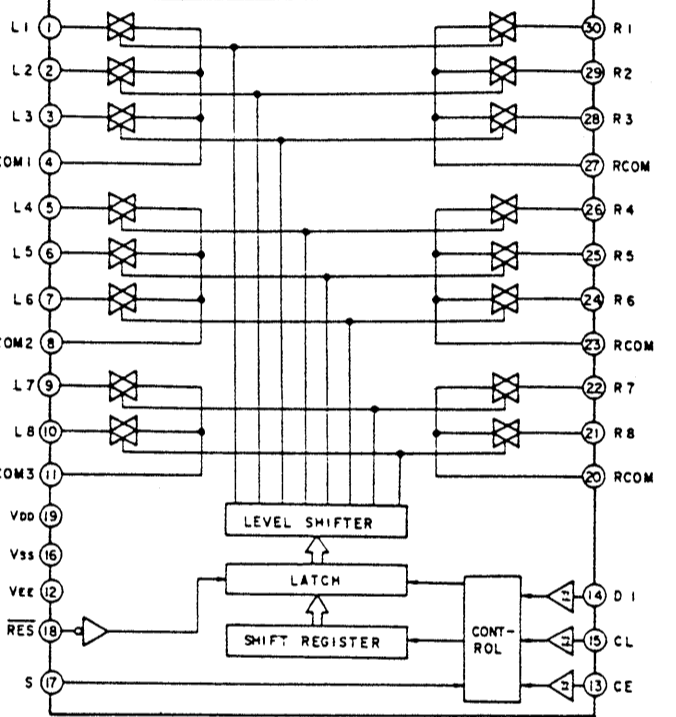 L1 1 30 R1
L2 2 29 R2
L3 3 28 R3
COM1 4 27 RCOM
L4 5 26 R4
L5 6 25 R5
L6 7 24 R6
OM2 8 23 RCOM
L7 9 22 R7
L8 10 21 R8
COM3 11 20 RCOM
VDD 19
LEVEL SHIFTER
VSS 16
LATCH
VEE 12
14 DI
RES 18
SHIFT REGISTER
CONT-
ROL
15 CL
S 17
13 CE